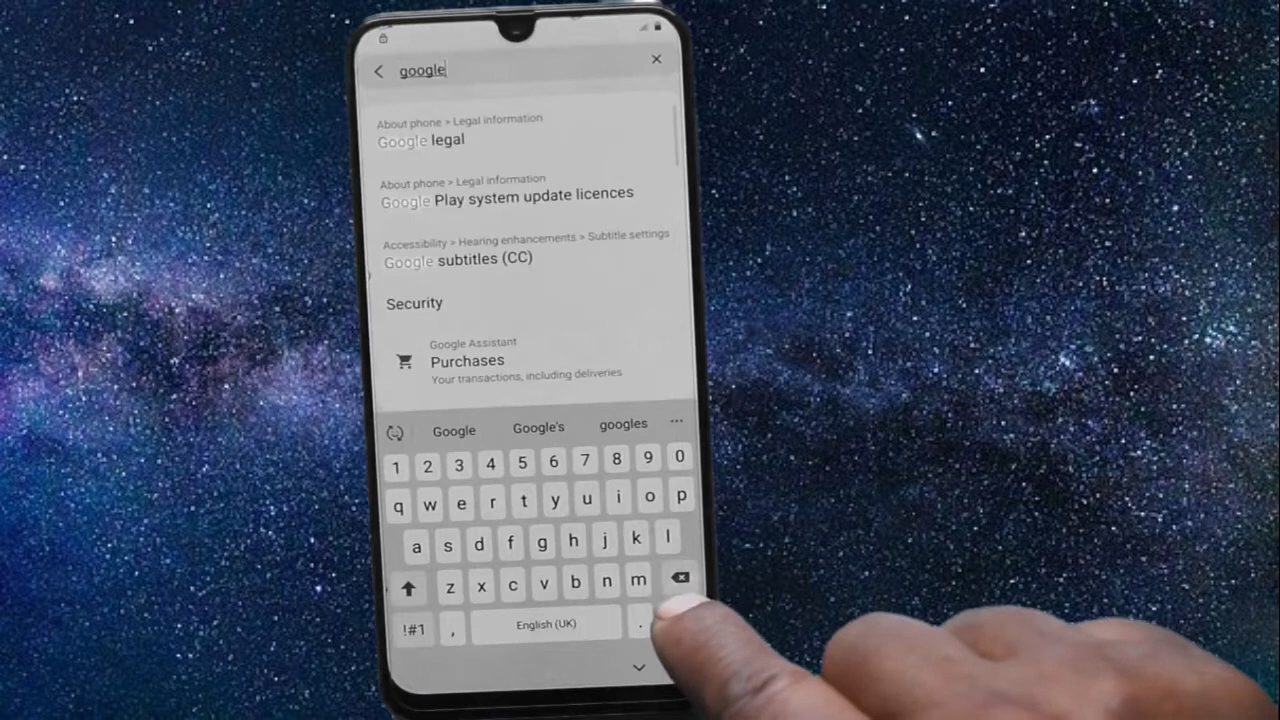 google
About phone > Legal information
Google legal
About phone > Legal information
Google Play system update licences
Accessibility > Hearing enhancements > Subtitle settings
Google subtitles (CC)
Security
Google Assistant
Purchases
Your transactions, including deliveries
Google Google's googles ...
1 2 3 4 5 6 7 8 9 0
q w e r t y u i o p
a s d f g h j k l
z x c v b n m
!#1 , English (UK) .